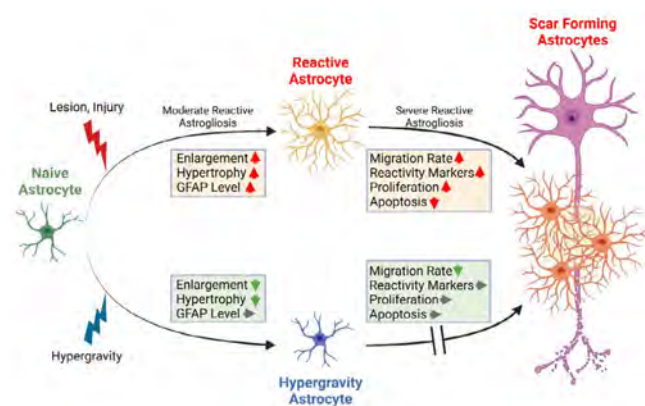 Scar Forming
Astrocytes
Reactive
Astrocyte
Lesion, Injury
Moderate Reactive
Astrogliosis
Severe Reactive
Astrogliosis
Naive
Astrocyte
Enlargement
Hypertrophy
GFAP Level
Migration Rate
Reactivity Markers
Proliferation
Apoptosis
Enlargement
Hypertrophy
GFAP Level
Migration Rate
Reactivity Markers
Proliferation
Apoptosis
Hypergravity
Hypergravity
Astrocyte